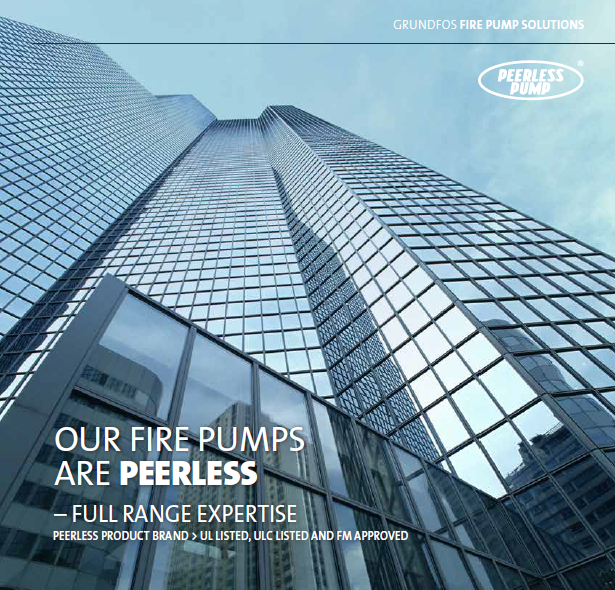 GRUNDFOS FIRE PUMP SOLUTIONS
PEERLESS
PUMP
®
OUR FIRE PUMPS
ARE PEERLESS
– FULL RANGE EXPERTISE
PEERLESS PRODUCT BRAND > UL LISTED, ULC LISTED AND FM APPROVED